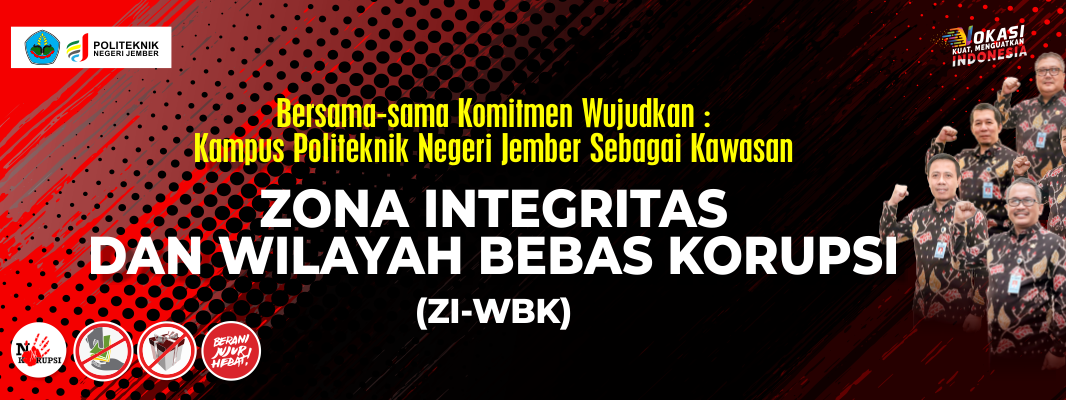 POLITEKNIK
NEGERI JEMBER
VOKASI
KUAT, MENGUATKAN
INDONESIA
Bersama-sama Komitmen Wujudkan :
Kampus Politeknik Negeri Jember Sebagai Kawasan
ZONA INTEGRITAS
DAN WILAYAH BEBAS KORUPSI
(ZI-WBK)
NO
KORUPSI
BERANI
JUJUR
HEBAT!